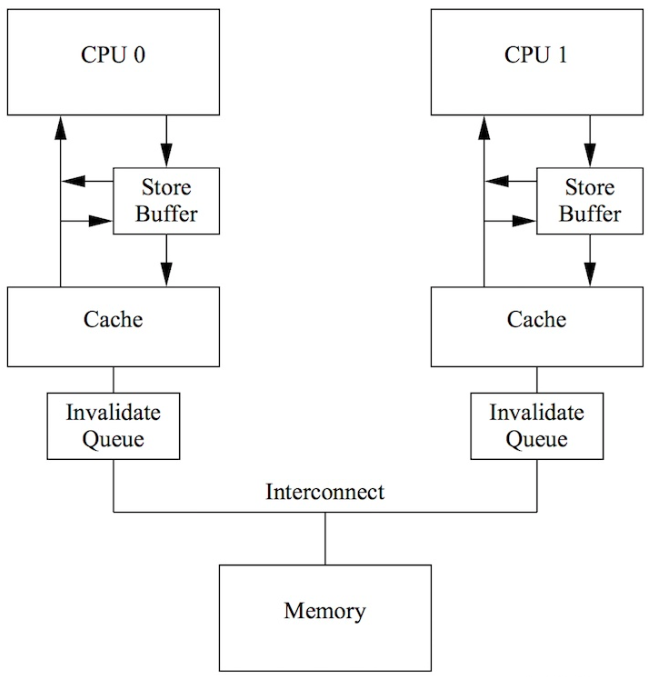 CPU 0
CPU 1
Store
Buffer
Store
Buffer
Cache
Cache
Invalidate
Queue
Invalidate
Queue
Interconnect
Memory